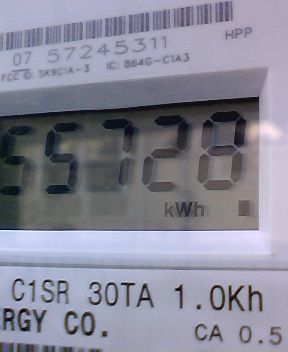 07 57245311
HPP
FCC ID: SK9C1A-3 IC: 864G-C1A3
55728
kWh
C1SR 30TA 1.0Kh
ERGY CO. CA 0.5